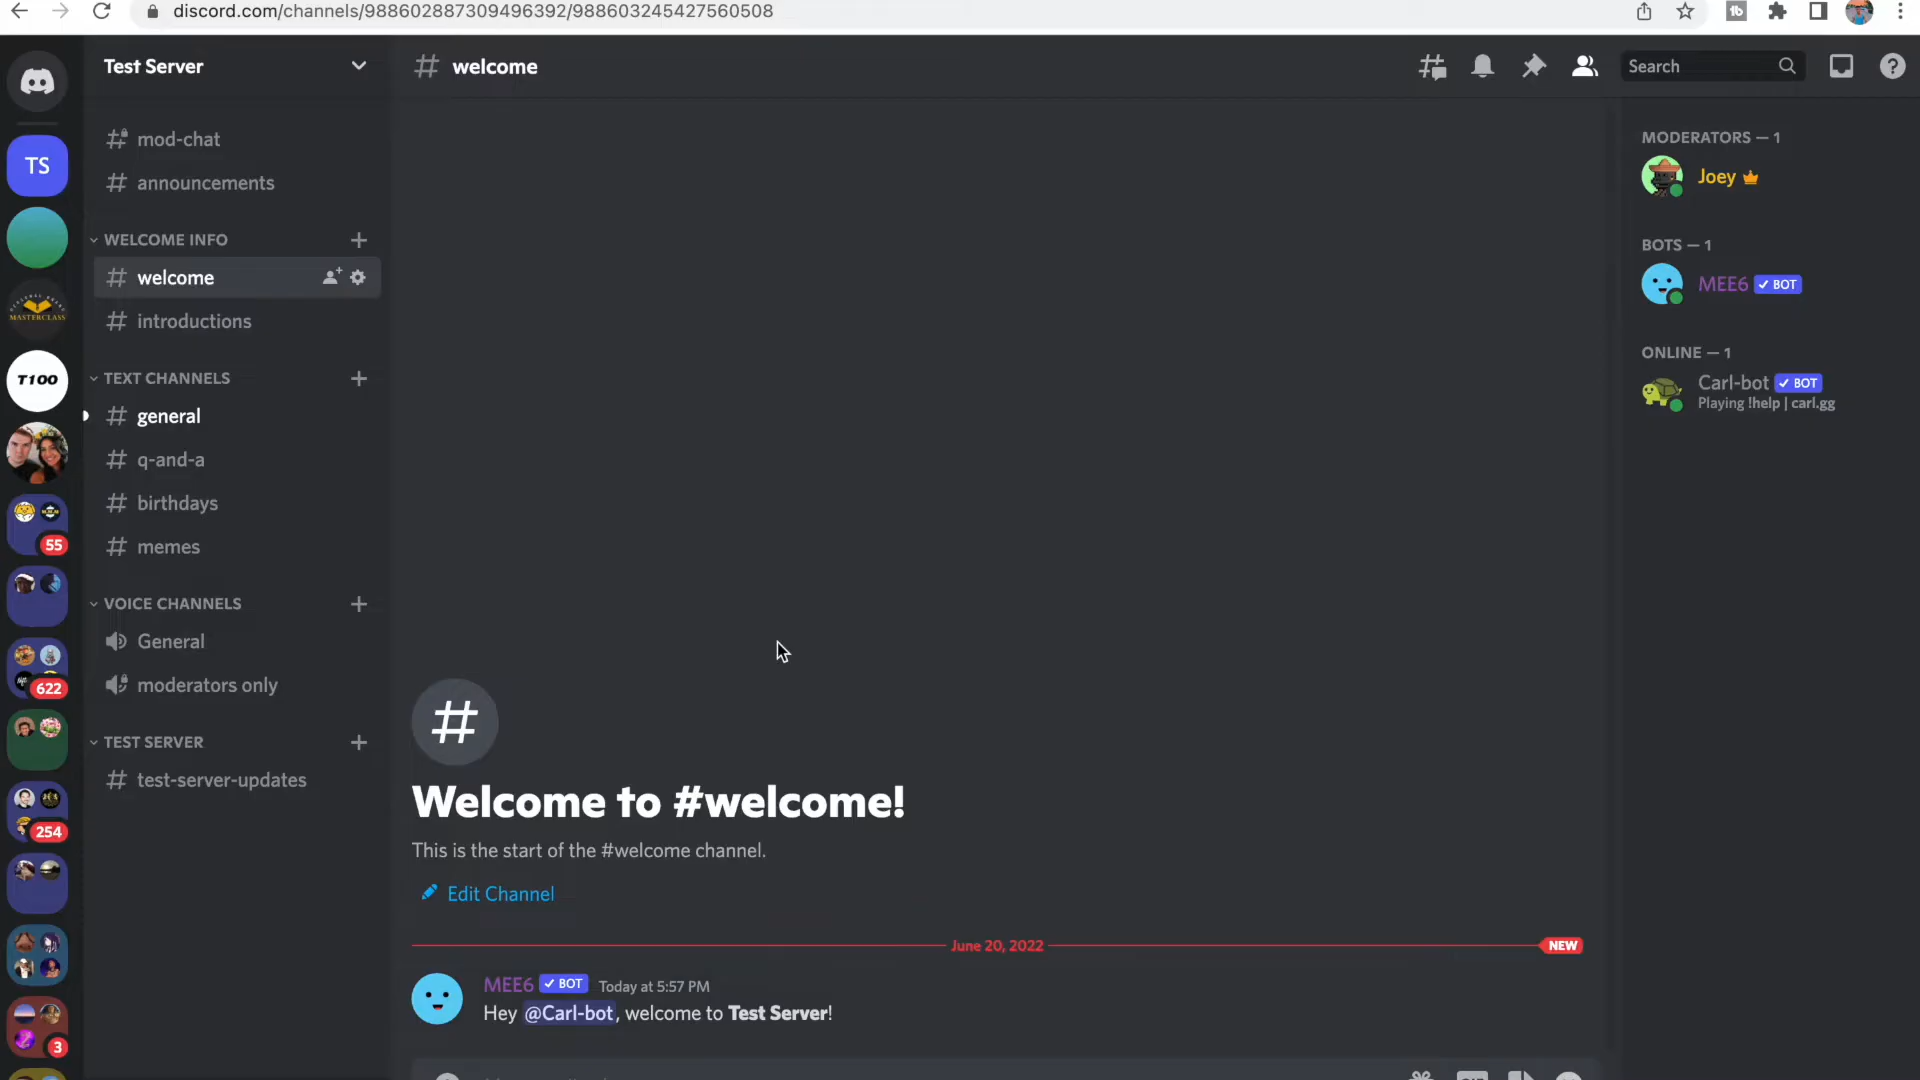 discord.com/channels/988602887309496392/988603245427560508
Test Server
mod-chat
announcements
WELCOME INFO
welcome
introductions
TEXT CHANNELS
general
q-and-a
birthdays
memes
VOICE CHANNELS
General
moderators only
TEST SERVER
test-server-updates
TS
MASTERCLASS
T100
55
622
254
3
welcome
Search
Welcome to #welcome!
This is the start of the #welcome channel.
Edit Channel
June 20, 2022
NEW
MEE6 ✓ BOT Today at 5:57 PM
Hey @Carl-bot, welcome to Test Server!
MODERATORS — 1
Joey
BOTS — 1
MEE6 ✓ BOT
ONLINE — 1
Carl-bot ✓ BOT
Playing !help | carl.gg